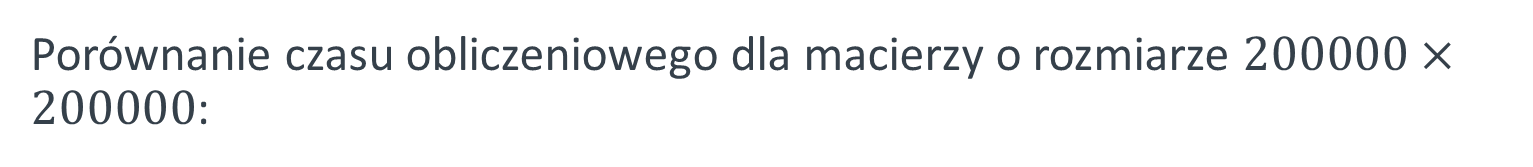 Porównanie czasu obliczeniowego dla macierzy o rozmiarze 200000 ×
200000: